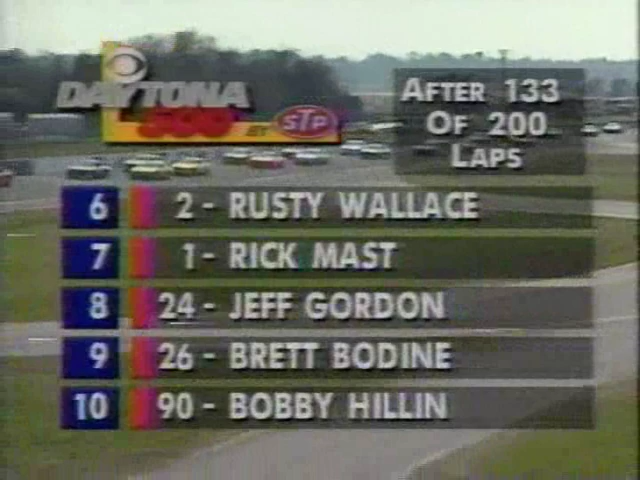 DAYTONA
500 BY STP
AFTER 133
OF 200
LAPS
6 2 - RUSTY WALLACE
7 1 - RICK MAST
8 24 - JEFF GORDON
9 26 - BRETT BODINE
10 90 - BOBBY HILLIN